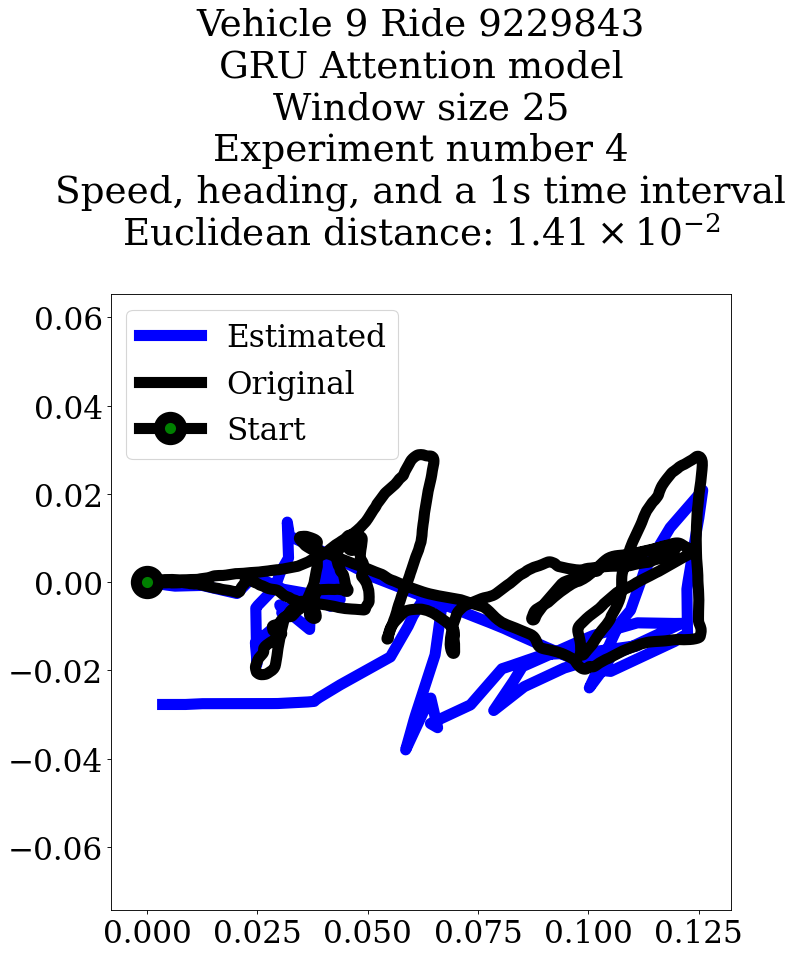 Vehicle 9 Ride 9229843
GRU Attention model
Window size 25
Experiment number 4
Speed, heading, and a 1s time interval
Euclidean distance: 1.41 × 10⁻²
Estimated
Original
Start
0.06
0.04
0.02
0.00
−0.02
−0.04
−0.06
0.000 0.025 0.050 0.075 0.100 0.125